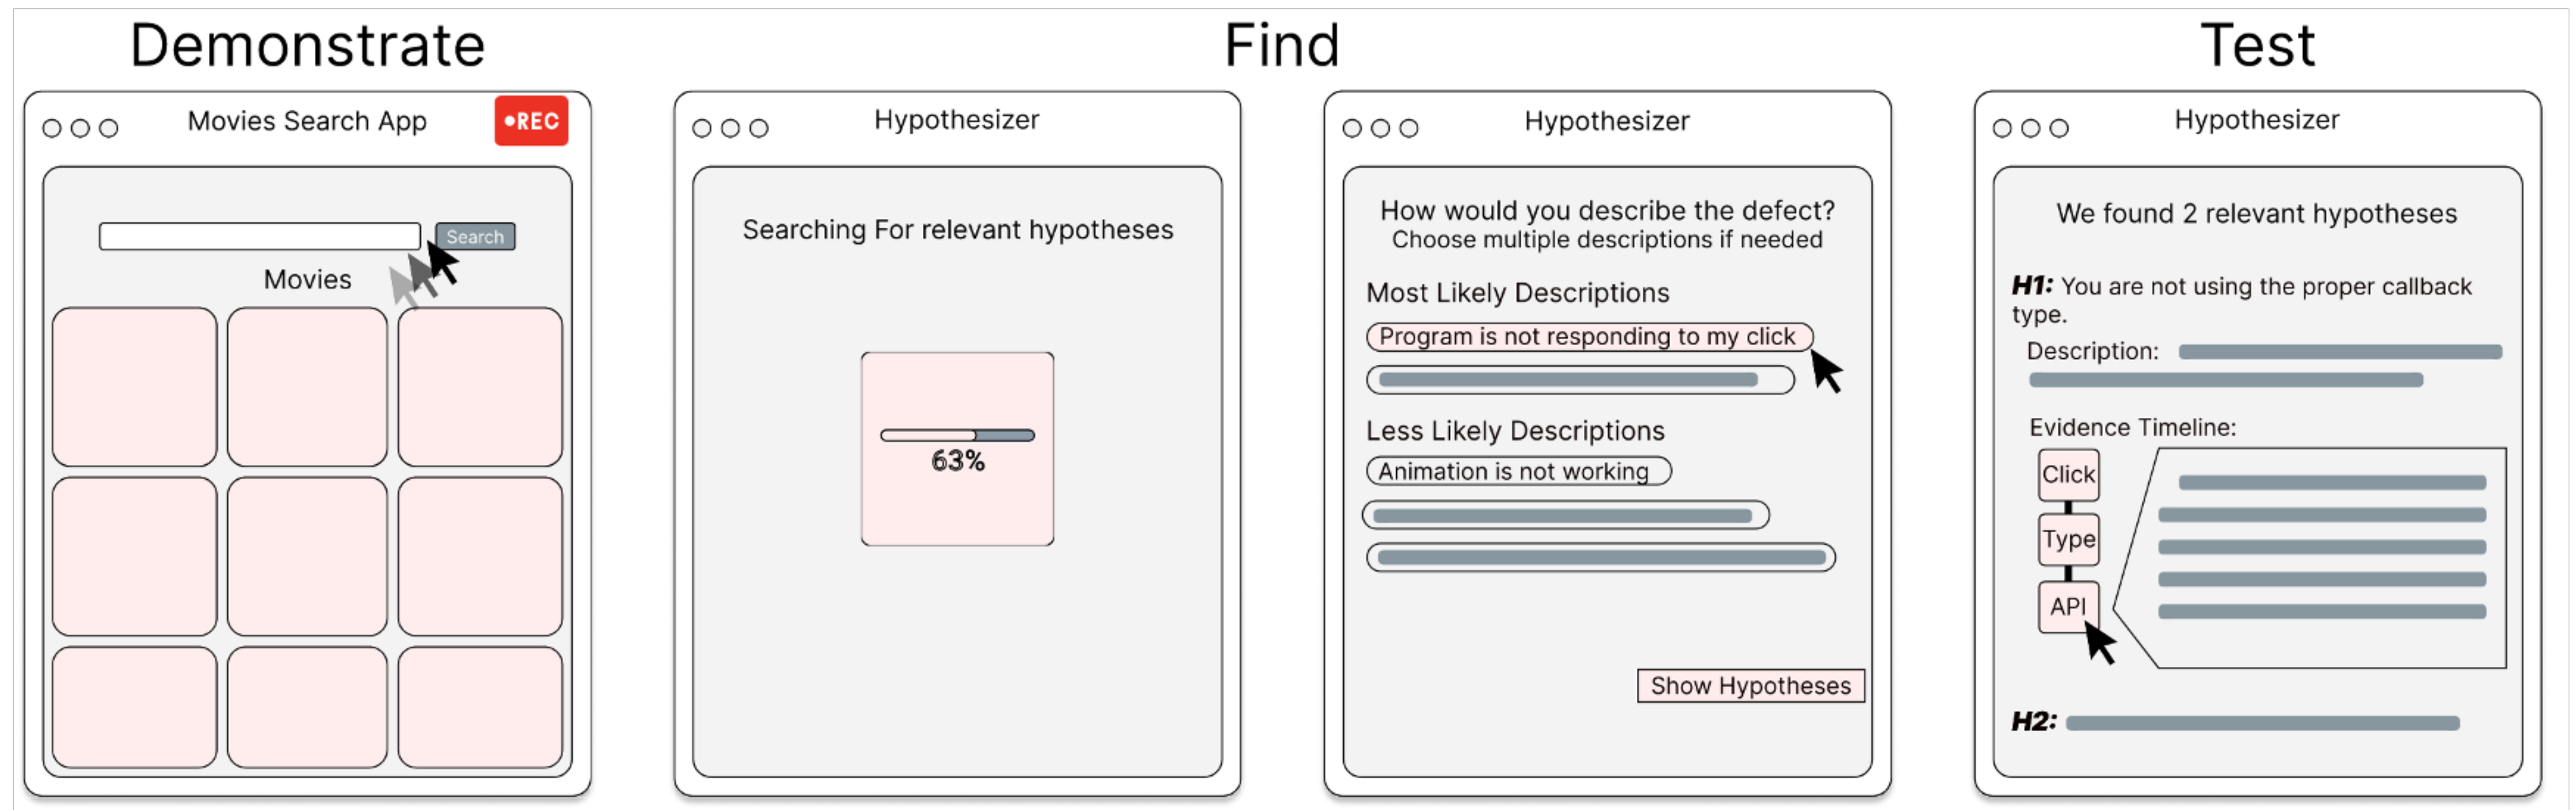 Demonstrate
Find
Test
Movies Search App
•REC
Search
Movies
Hypothesizer
Searching For relevant hypotheses
63%
Hypothesizer
How would you describe the defect?
Choose multiple descriptions if needed
Most Likely Descriptions
Program is not responding to my click
Less Likely Descriptions
Animation is not working
Show Hypotheses
Hypothesizer
We found 2 relevant hypotheses
H1: You are not using the proper callback
type.
Description:
Evidence Timeline:
Click
Type
API
H2: